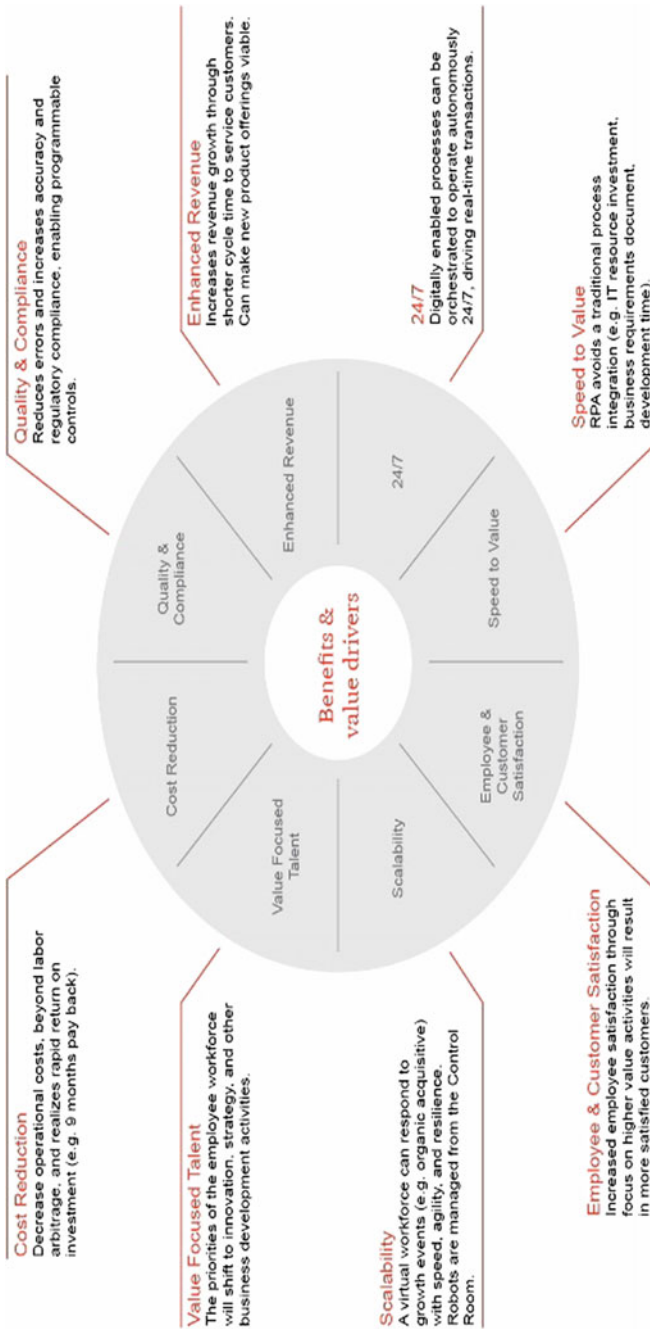 Cost Reduction
Decrease operational costs, beyond labor
arbitrage, and realizes rapid return on
investment (e.g. 9 months pay back).
Value Focused Talent
The priorities of the employee workforce
will shift to innovation, strategy, and other
business development activities.
Scalability
A virtual workforce can respond to
growth events (e.g. organic acquisitive)
with speed, agility, and resilience.
Robots are managed from the Control
Room.
Employee & Customer Satisfaction
Increased employee satisfaction through
focus on higher value activities will result
in more satisfied customers.
Cost Reduction
Quality &
Compliance
Value Focused
Talent
Enhanced Revenue
Benefits &
value drivers
Scalability
24/7
Employee &
Customer
Satisfaction
Speed to Value
Quality & Compliance
Reduces errors and increases accuracy and
regulatory compliance, enabling programmable
controls.
Enhanced Revenue
Increases revenue growth through
shorter cycle time to service customers.
Can make new product offerings viable.
24/7
Digitally enabled processes can be
orchestrated to operate autonomously
24/7, driving real-time transactions.
Speed to Value
RPA avoids a traditional process
integration (e.g. IT resource investment,
business requirements document,
development time).